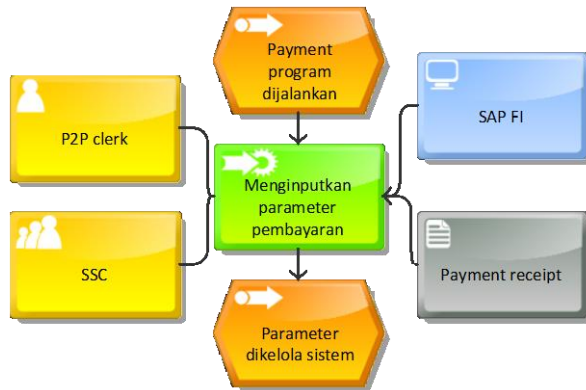 Payment
program
dijalankan
P2P clerk
SAP FI
Menginputkan
parameter
pembayaran
SSC
Payment receipt
Parameter
dikelola sistem